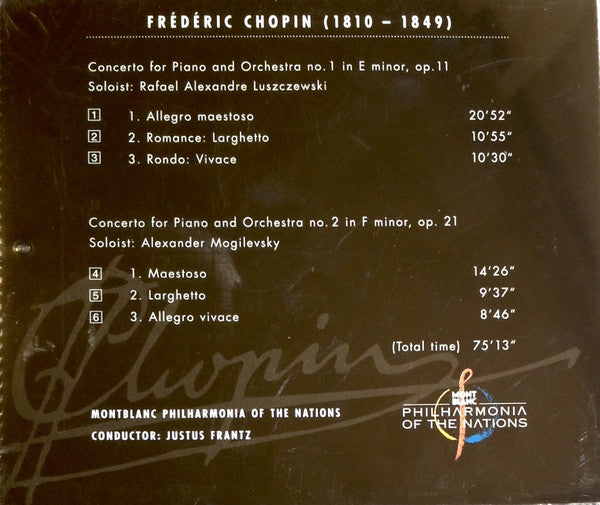 FRÉDÉRIC CHOPIN (1810 – 1849)
Concerto for Piano and Orchestra no.1 in E minor, op.11
Soloist: Rafael Alexandre Luszczewski
1 1. Allegro maestoso 20'52"
2 2. Romance: Larghetto 10'55"
3 3. Rondo: Vivace 10'30"
Concerto for Piano and Orchestra no.2 in F minor, op. 21
Soloist: Alexander Mogilevsky
4 1. Maestoso 14'26"
5 2. Larghetto 9'37"
6 3. Allegro vivace 8'46"
(Total time) 75'13"
Chopin
MONTBLANC PHILHARMONIA OF THE NATIONS
CONDUCTOR: JUSTUS FRANTZ
MONT
BLANC
PHILHARMONIA
OF THE NATIONS